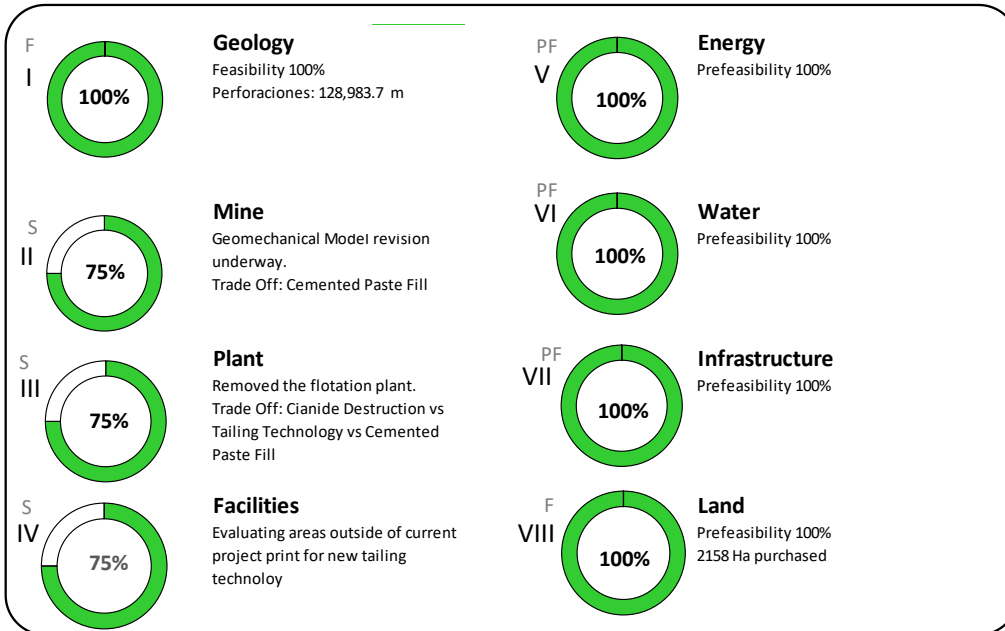 F
I
100%
Geology
Feasibility 100%
Perforaciones: 128,983.7 m
S
II
75%
Mine
Geomechanical Model revision
underway.
Trade Off: Cemented Paste Fill
S
III
75%
Plant
Removed the flotation plant.
Trade Off: Cianide Destruction vs
Tailing Technology vs Cemented
Paste Fill
S
IV
75%
Facilities
Evaluating areas outside of current
project print for new tailing
technoloy
PF
V
100%
Energy
Prefeasibility 100%
PF
VI
100%
Water
Prefeasibility 100%
PF
VII
100%
Infrastructure
Prefeasibility 100%
F
VIII
100%
Land
Prefeasibility 100%
2158 Ha purchased